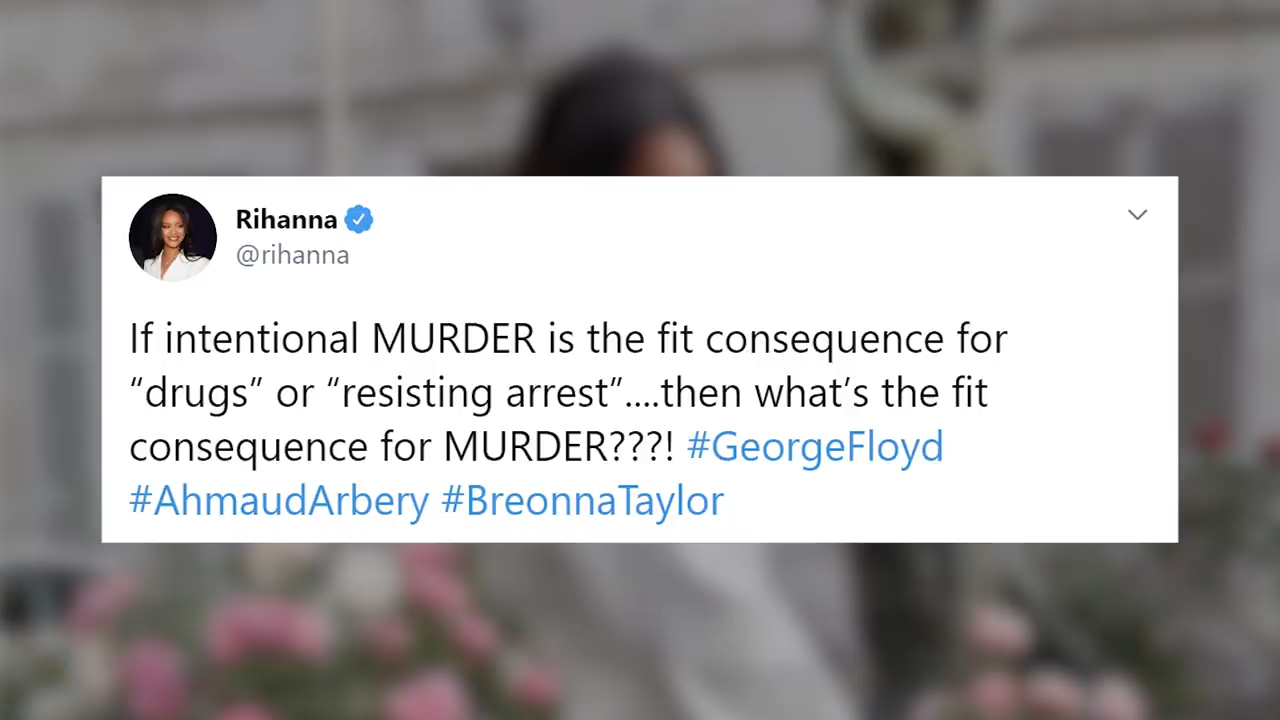 Rihanna
@rihanna
If intentional MURDER is the fit consequence for
“drugs” or “resisting arrest”....then what’s the fit
consequence for MURDER???! #GeorgeFloyd
#AhmaudArbery #BreonnaTaylor